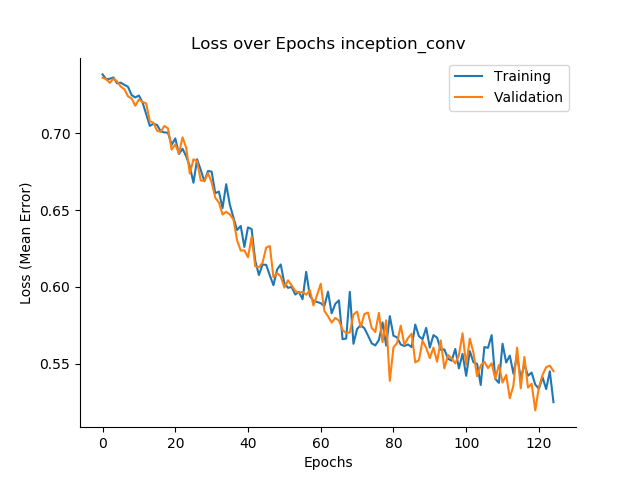 Loss over Epochs inception_conv
Training
Validation
Loss (Mean Error)
0.70
0.65
0.60
0.55
0 20 40 60 80 100 120
Epochs